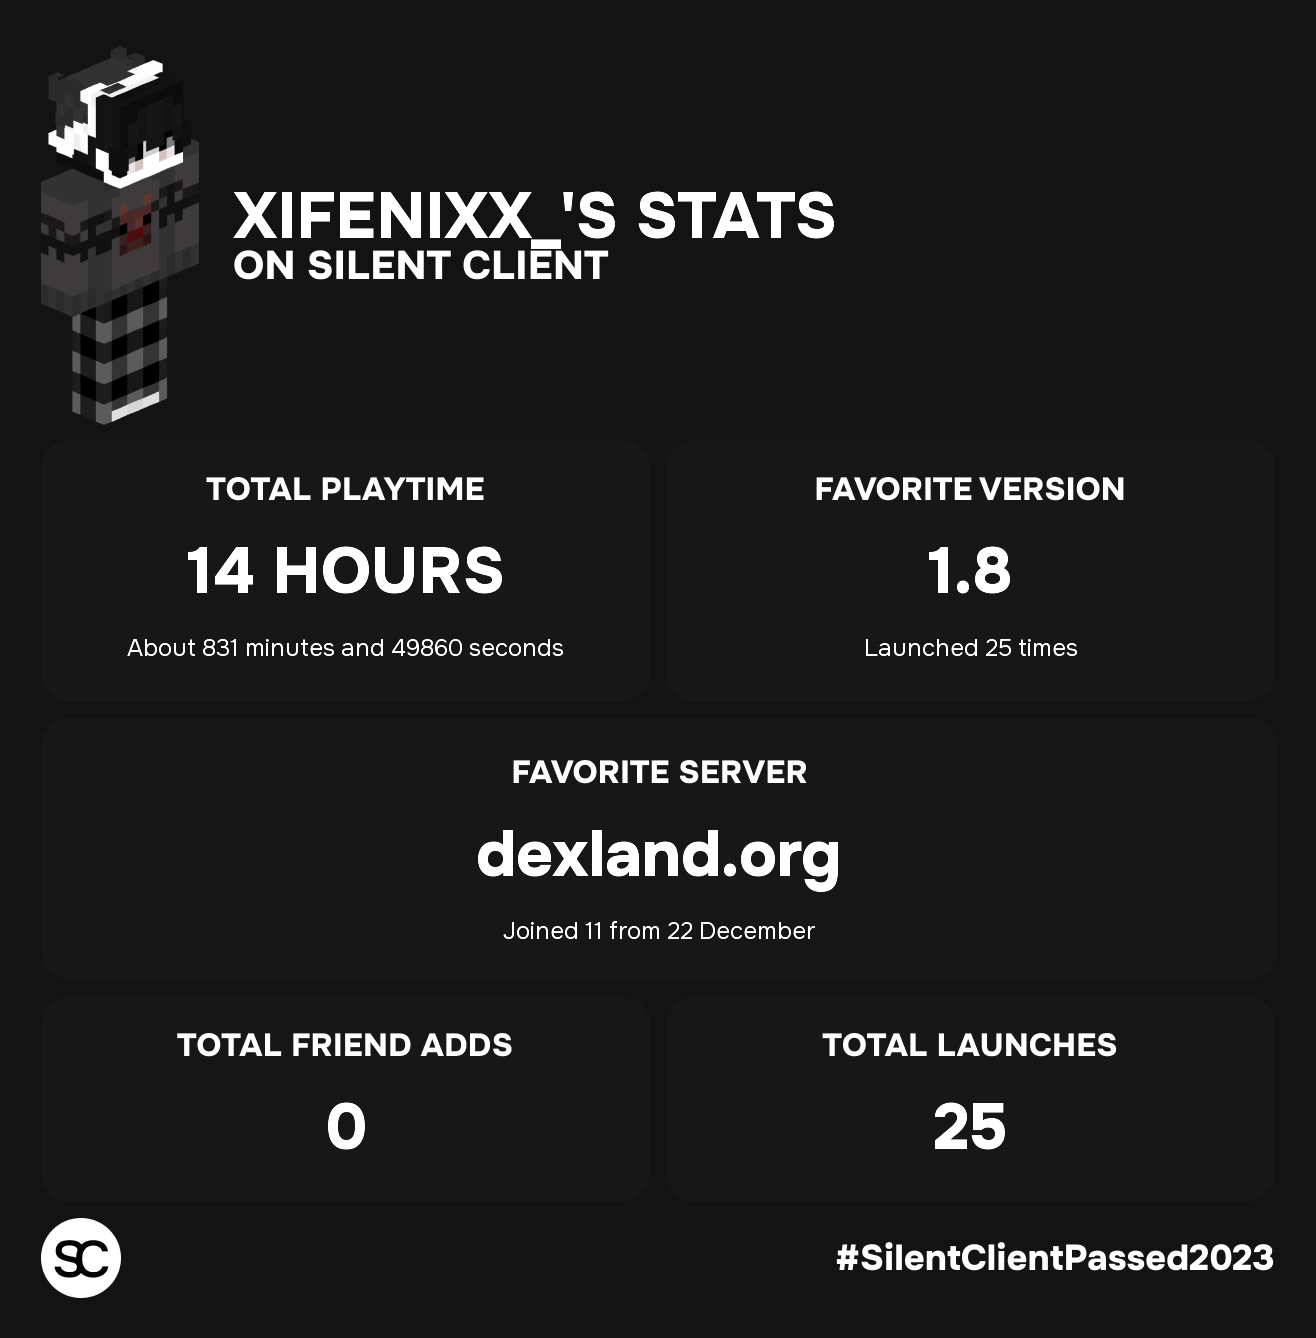 XIFENIXX_'S STATS
ON SILENT CLIENT
TOTAL PLAYTIME
14 HOURS
About 831 minutes and 49860 seconds
FAVORITE VERSION
1.8
Launched 25 times
FAVORITE SERVER
dexland.org
Joined 11 from 22 December
TOTAL FRIEND ADDS
0
TOTAL LAUNCHES
25
SC
#SilentClientPassed2023